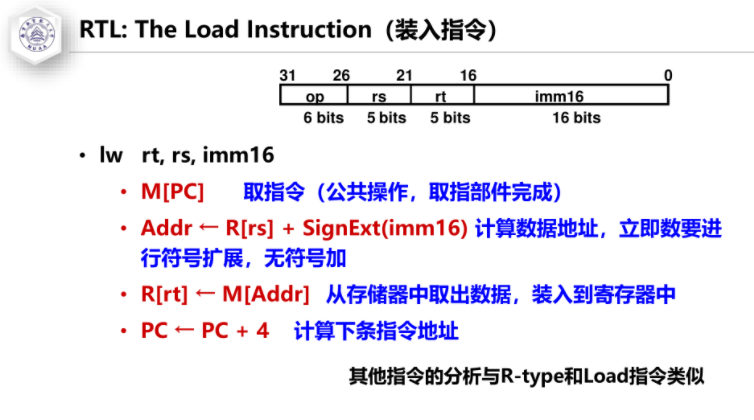 RTL: The Load Instruction（装入指令）
31 26 21 16 0
op rs rt imm16
6 bits 5 bits 5 bits 16 bits
• lw rt, rs, imm16
• M[PC] 取指令（公共操作，取指部件完成）
• Addr ← R[rs] + SignExt(imm16) 计算数据地址，立即数要进
行符号扩展，无符号加
• R[rt] ← M[Addr] 从存储器中取出数据，装入到寄存器中
• PC ← PC + 4 计算下条指令地址
其他指令的分析与R-type和Load指令类似